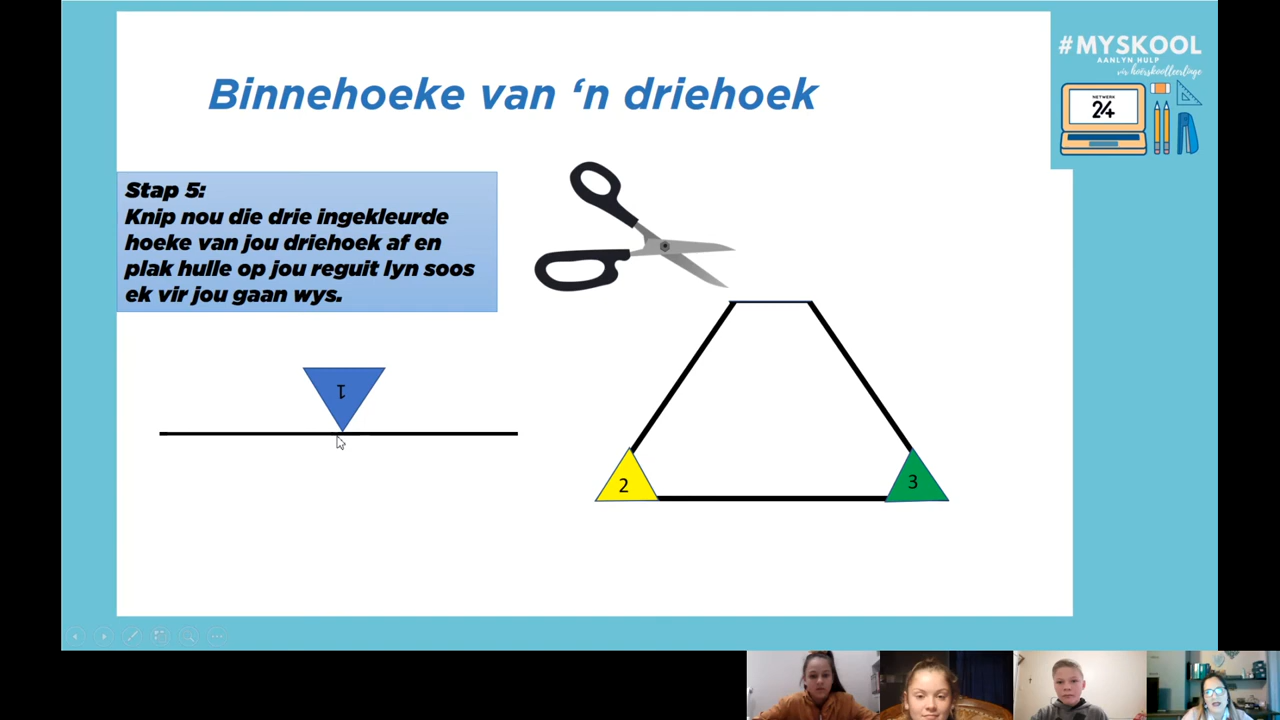 Binnehoeke van ‘n driehoek
#MYSKOOL
AANLYN HULP
vir hoërskoolleerlinge
NETWERK
24
Stap 5:
Knip nou die drie ingekleurde
hoeke van jou driehoek af en
plak hulle op jou reguit lyn soos
ek vir jou gaan wys.
1
2
3